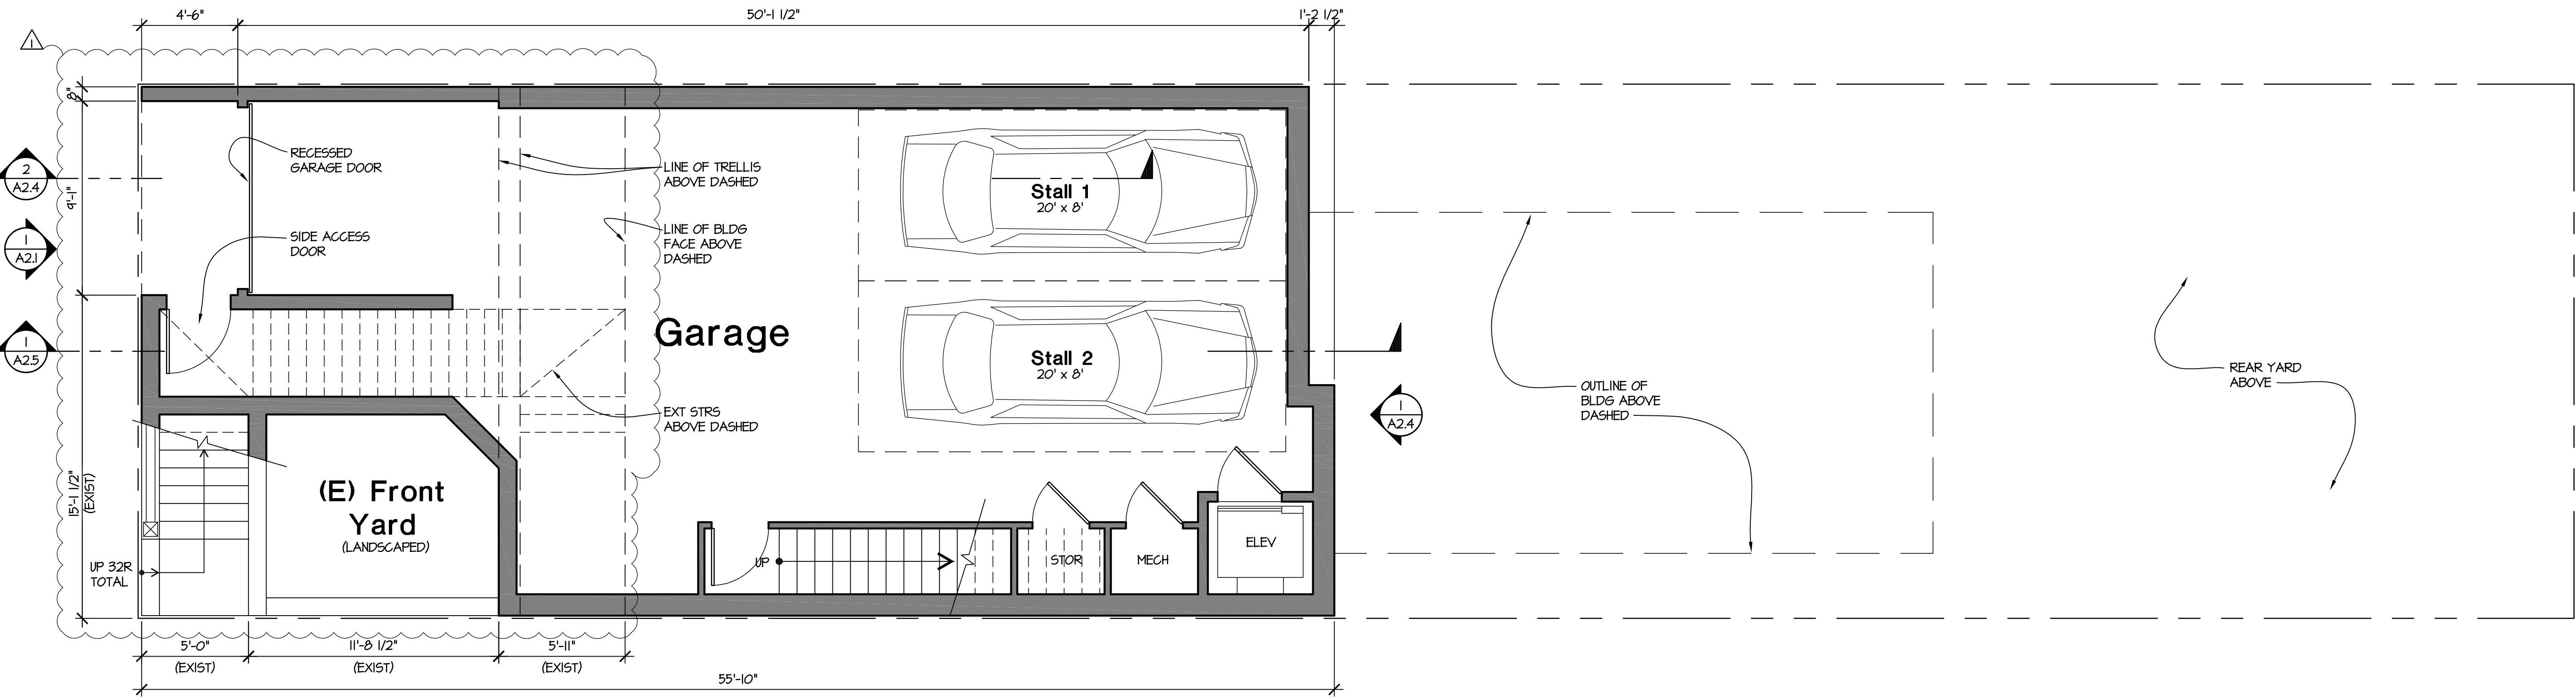 4'-6"
50'-1 1/2"
1'-2 1/2"
1
8"
9'-1"
15'-1 1/2"
(EXIST)
2
A2.4
1
A2.1
1
A2.5
RECESSED
GARAGE DOOR
SIDE ACCESS
DOOR
LINE OF TRELLIS
ABOVE DASHED
LINE OF BLDG
FACE ABOVE
DASHED
Garage
EXT STRS
ABOVE DASHED
Stall 1
20' x 8'
Stall 2
20' x 8'
1
A2.4
OUTLINE OF
BLDG ABOVE
DASHED
REAR YARD
ABOVE
(E) Front
Yard
(LANDSCAPED)
UP 32R
TOTAL
UP
STOR
MECH
ELEV
5'-0"
(EXIST)
11'-8 1/2"
(EXIST)
5'-11"
(EXIST)
55'-10"